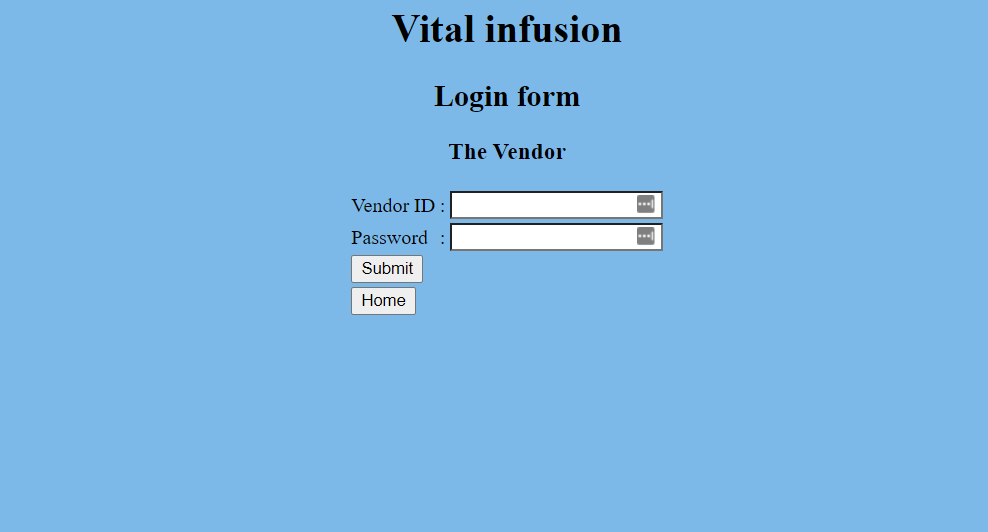 Vital infusion
Login form
The Vendor
Vendor ID :
Password :
Submit
Home